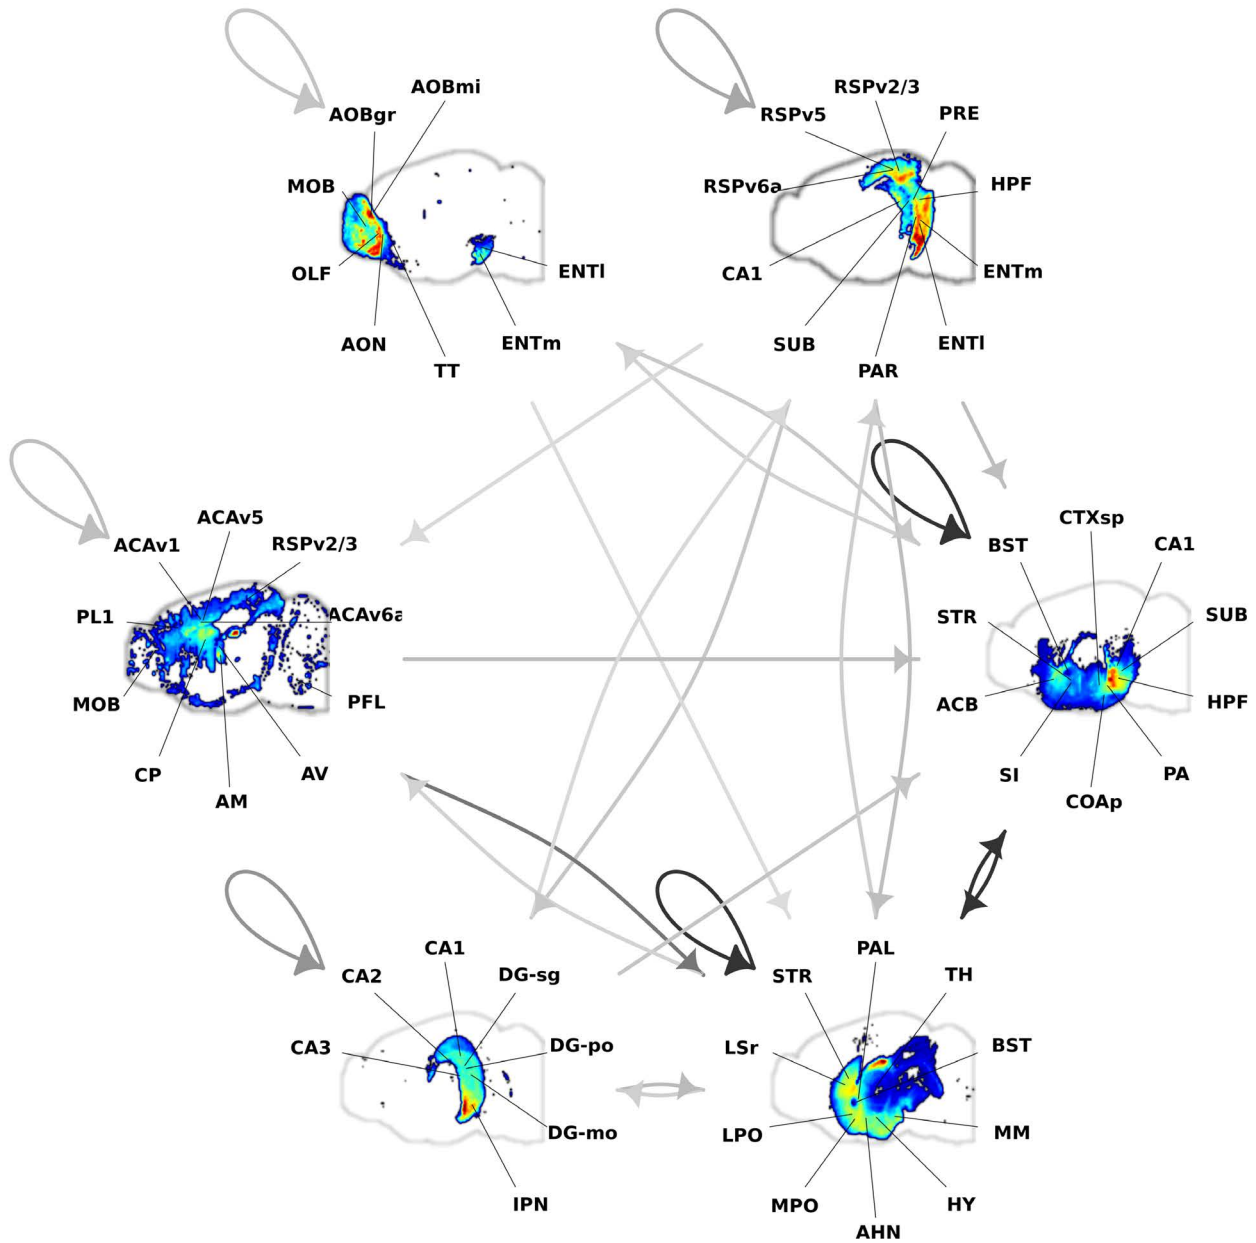 AOBmi
AOBgr
MOB
OLF
AON
TT
ENTm
ENTl
RSPv2/3
RSPv5
PRE
RSPv6a
HPF
CA1
ENTm
SUB
ENTl
PAR
ACAv5
ACAv1
RSPv2/3
PL1
ACAv6a
MOB
PFL
CP
AV
AM
CTXsp
BST
CA1
STR
SUB
ACB
HPF
SI
PA
COAp
CA1
CA2
DG-sg
CA3
DG-po
DG-mo
IPN
PAL
STR
TH
LSr
BST
LPO
MM
MPO
HY
AHN